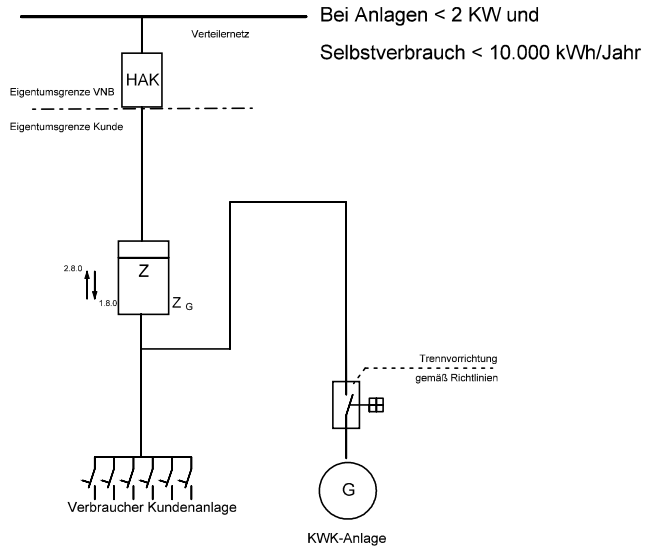 Bei Anlagen < 2 KW und
Verteilernetz
Selbstverbrauch < 10.000 kWh/Jahr
HAK
Eigentumsgrenze VNB
Eigentumsgrenze Kunde
Z
2.8.0
1.8.0
Z G
Trennvorrichtung
gemäß Richtlinien
G
Verbraucher Kundenanlage
KWK-Anlage